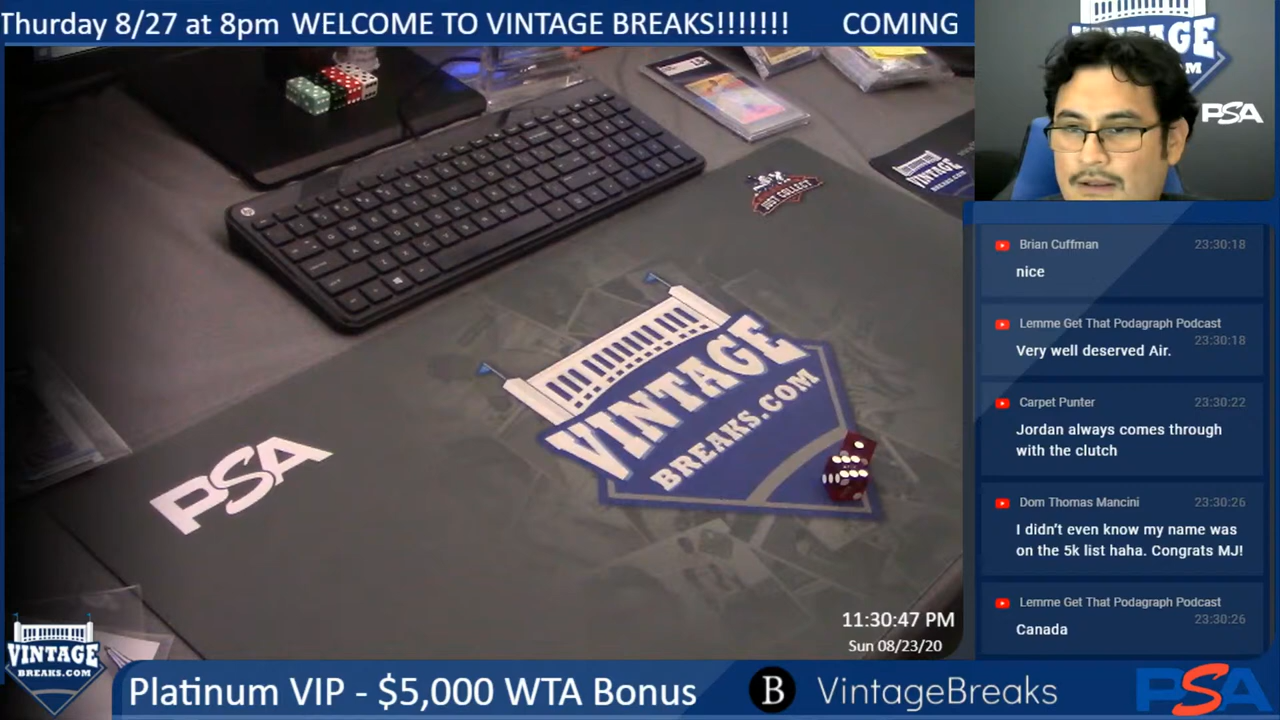 Thurday 8/27 at 8pm WELCOME TO VINTAGE BREAKS!!!!!!! COMING
VINTAGE
PSA
JUST COLLECT
VINTAGE
BREAKS.COM
VINTAGE
BREAKS.COM
PSA
Brian Cuffman 23:30:18
nice
Lemme Get That Podagraph Podcast
23:30:18
Very well deserved Air.
Carpet Punter 23:30:22
Jordan always comes through
with the clutch
Dom Thomas Mancini 23:30:26
I didn't even know my name was
on the 5k list haha. Congrats MJ!
Lemme Get That Podagraph Podcast
23:30:26
Canada
11:30:47 PM
Sun 08/23/20
VINTAGE
BREAKS.COM
Platinum VIP - $5,000 WTA Bonus
B VintageBreaks
PSA